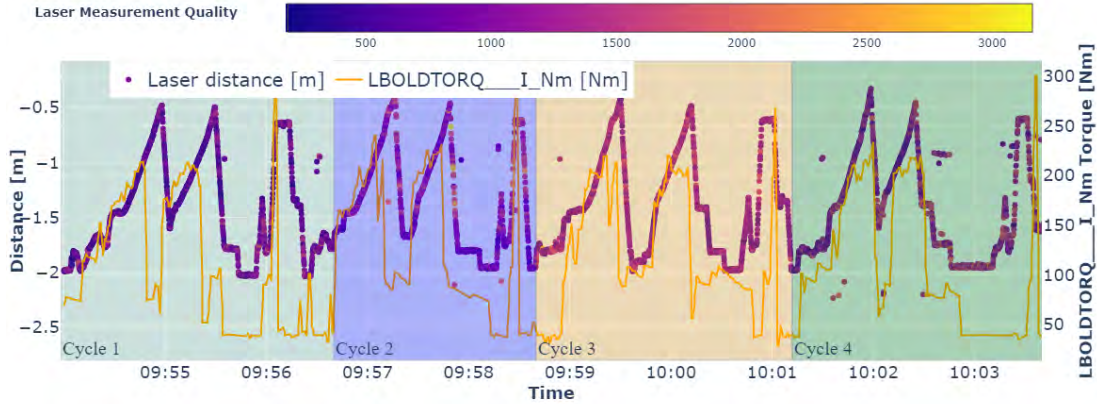 Laser Measurement Quality
500 1000 1500 2000 2500 3000
Laser distance [m] LBOLDTORQ___I_Nm [Nm]
−0.5
−1
−1.5
−2
−2.5
Distance [m]
300
250
200
150
100
50
LBOLDTORQ___I_Nm Torque [Nm]
Cycle 1 Cycle 2 Cycle 3 Cycle 4
09:55 09:56 09:57 09:58 09:59 10:00 10:01 10:02 10:03
Time